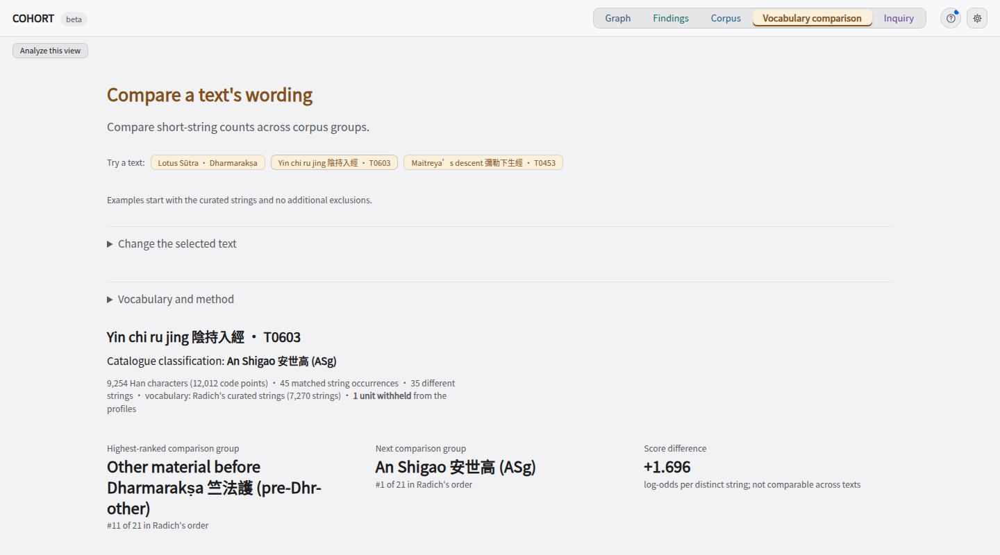 COHORT beta Graph Findings Corpus Vocabulary comparison Inquiry
Analyze this view
Compare a text's wording
Compare short-string counts across corpus groups.
Try a text: Lotus Sūtra · Dharmarakṣa Yin chi ru jing 陰持入經 · T0603 Maitreya’s descent 彌勒下生經 · T0453
Examples start with the curated strings and no additional exclusions.
▶ Change the selected text
▶ Vocabulary and method
Yin chi ru jing 陰持入經 · T0603
Catalogue classification: An Shigao 安世高 (ASg)
9,254 Han characters (12,012 code points) · 45 matched string occurrences · 35 different
strings · vocabulary: Radich's curated strings (7,270 strings) · 1 unit withheld from the
profiles
Highest-ranked comparison group
Other material before
Dharmarakṣa 竺法護 (pre-Dhr-
other)
#11 of 21 in Radich's order
Next comparison group
An Shigao 安世高 (ASg)
#1 of 21 in Radich's order
Score difference
+1.696
log-odds per distinct string; not comparable across texts